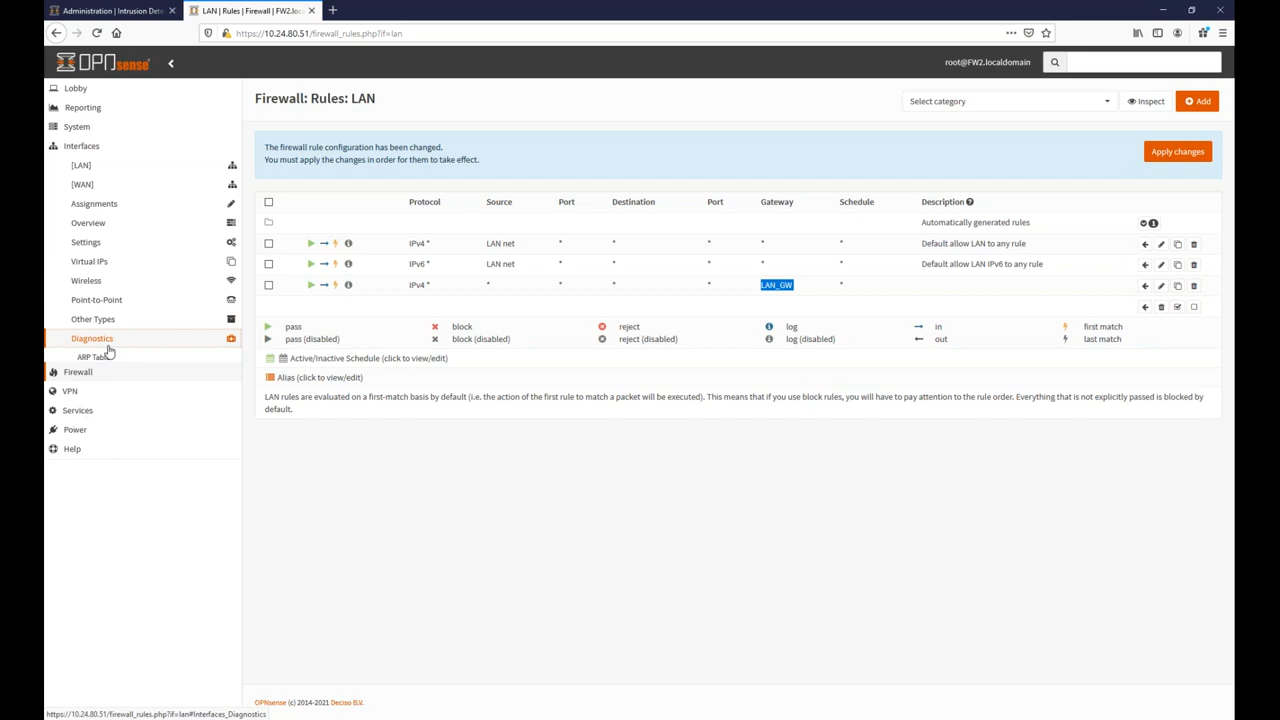 Administration | Intrusion Dete
LAN | Rules | Firewall | FW2.loca
https://10.24.80.51/firewall_rules.php?if=lan
OPNsense
root@FW2.localdomain
Lobby
Reporting
System
Interfaces
[LAN]
[WAN]
Assignments
Overview
Settings
Virtual IPs
Wireless
Point-to-Point
Other Types
Diagnostics
ARP Table
Firewall
VPN
Services
Power
Help
Firewall: Rules: LAN
Select category
Inspect
Add
The firewall rule configuration has been changed.
You must apply the changes in order for them to take effect.
Apply changes
Protocol Source Port Destination Port Gateway Schedule Description
Automatically generated rules 1
IPv4 * LAN net * * * * * Default allow LAN to any rule
IPv6 * LAN net * * * * * Default allow LAN IPv6 to any rule
IPv4 * * * * * LAN_GW *
pass block reject log in first match
pass (disabled) block (disabled) reject (disabled) log (disabled) out last match
Active/Inactive Schedule (click to view/edit)
Alias (click to view/edit)
LAN rules are evaluated on a first-match basis by default (i.e. the action of the first rule to match a packet will be executed). This means that if you use block rules, you will have to pay attention to the rule order. Everything that is not explicitly passed is blocked by
default.
OPNsense (c) 2014-2021 Deciso B.V.
https://10.24.80.51/firewall_rules.php?if=lan#Interfaces_Diagnostics